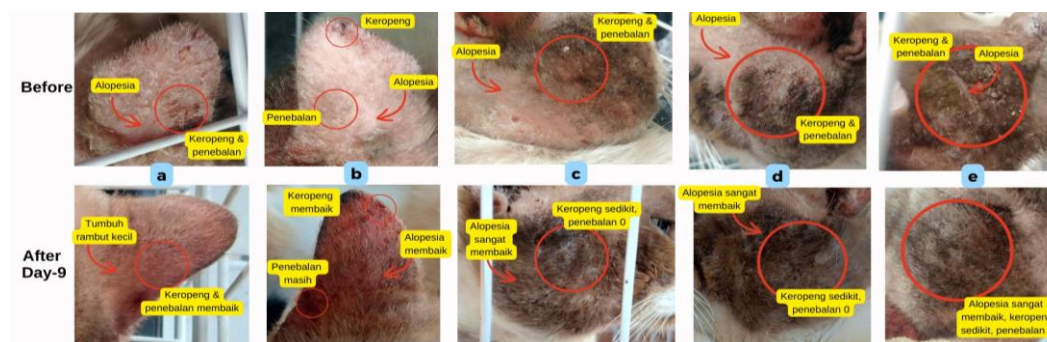 Before
Alopesia
Keropeng &
penebalan
Keropeng
Penebalan
Alopesia
Alopesia
Keropeng &
penebalan
Alopesia
Keropeng &
penebalan
Keropeng &
penebalan
Alopesia
a
b
c
d
e
After
Day-9
Tumbuh
rambut kecil
Keropeng &
penebalan membaik
Keropeng
membaik
Alopesia
membaik
Penebalan
masih
Alopesia
sangat
membaik
Keropeng sedikit,
penebalan 0
Alopesia sangat
membaik
Keropeng sedikit,
penebalan 0
Alopesia sangat
membaik, keropen
sedikit, penebalan